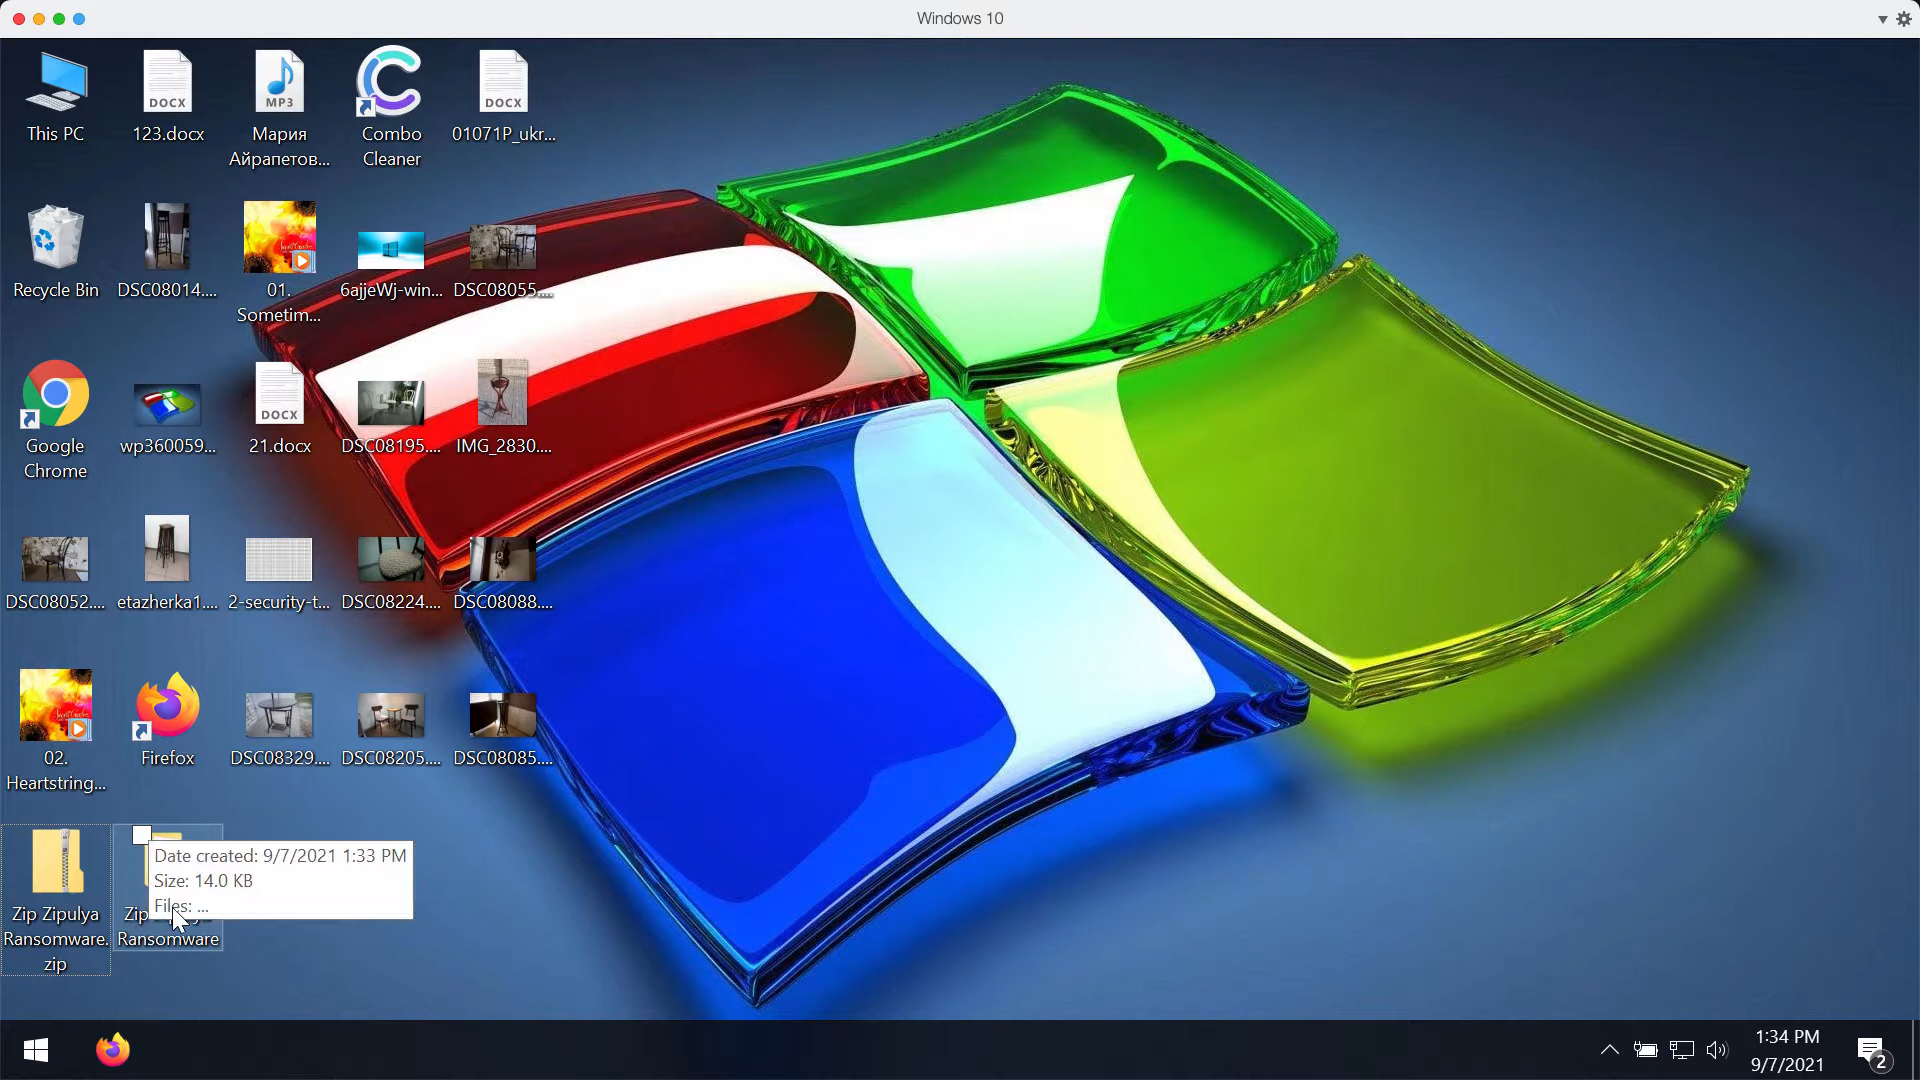 Windows 10
This PC
123.docx
Мария
Айрапетов...
Combo
Cleaner
01071P_ukr...
DOCX
MP3
DOCX
Recycle Bin
DSC08014....
01.
Sometim...
6ajjeWj-win...
DSC08055....
Google
Chrome
wp360059...
DOCX
21.docx
DSC08195....
IMG_2830....
DSC08052....
etazherka1....
2-security-t...
DSC08224....
DSC08088....
02.
Heartstring...
Firefox
DSC08329....
DSC08205....
DSC08085....
Zip Zipulya
Ransomware.
zip
Zip
Ransomware
Date created: 9/7/2021 1:33 PM
Size: 14.0 KB
Files: ...
1:34 PM
9/7/2021
2